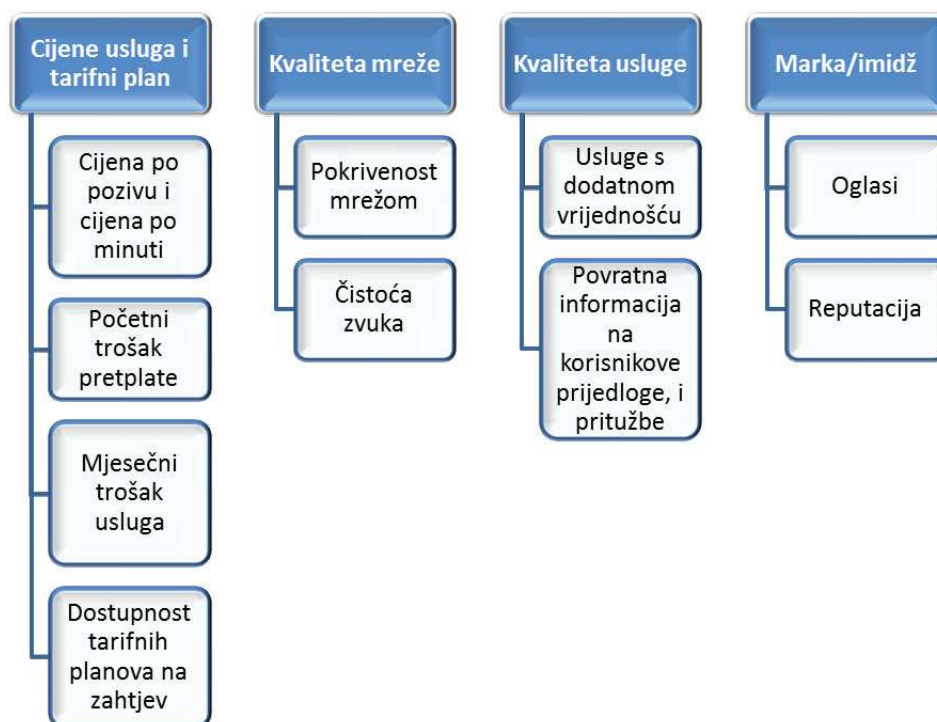 Cijene usluga i
tarifni plan
Cijena po
pozivu i
cijena po
minuti
Početni
trošak
pretplate
Mjesečni
trošak
usluga
Dostupnost
tarifnih
planova na
zahtjev
Kvaliteta mreže
Pokrivenost
mrežom
Čistoća
zvuka
Kvaliteta usluge
Usluge s
dodatnom
vrijednošću
Povratna
informacija
na
korisnikove
prijedloge, i
pritužbe
Marka/imidž
Oglasi
Reputacija